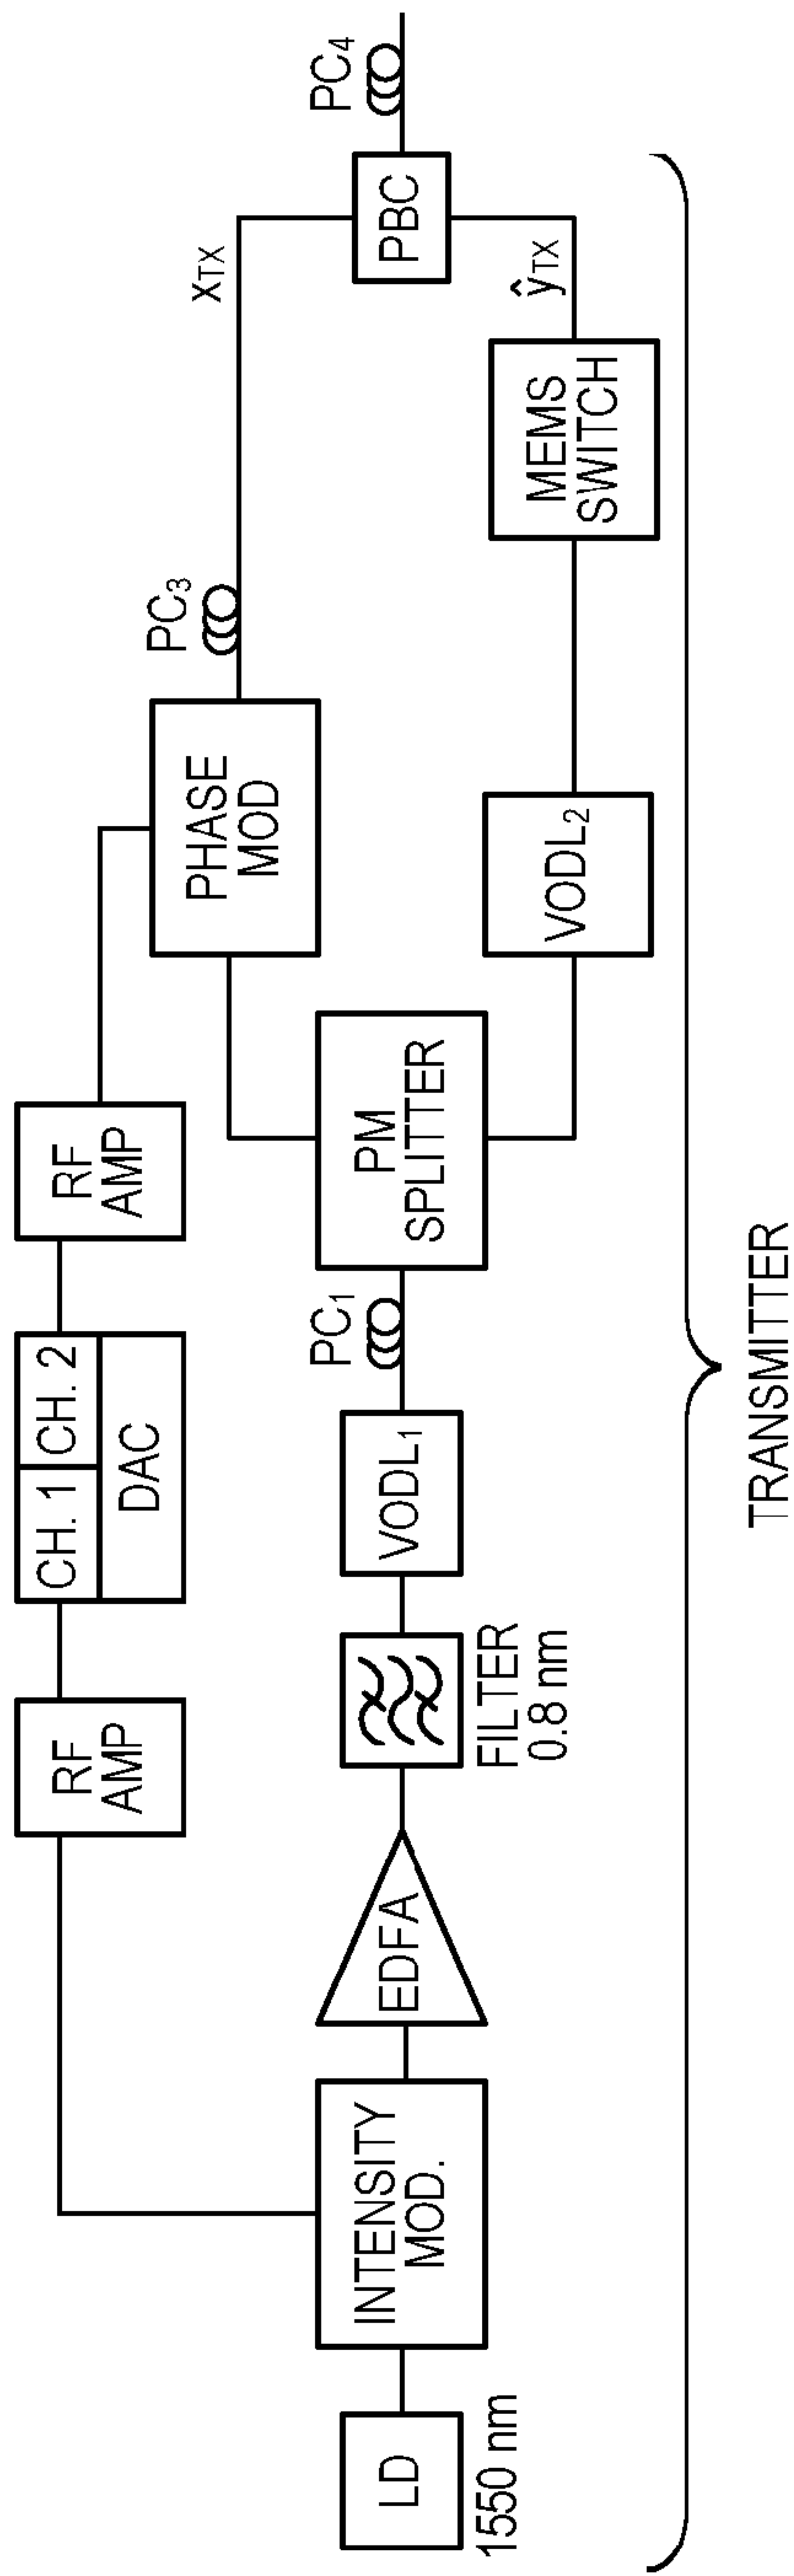 RF
AMP
CH. 1
CH. 2
DAC
RF
AMP
PHASE
MOD
PC3
xTX
LD
1550 nm
INTENSITY
MOD.
EDFA
FILTER
0.8 nm
VODL1
PC1
PM
SPLITTER
VODL2
MEMS
SWITCH
ŷTX
PBC
PC4
TRANSMITTER